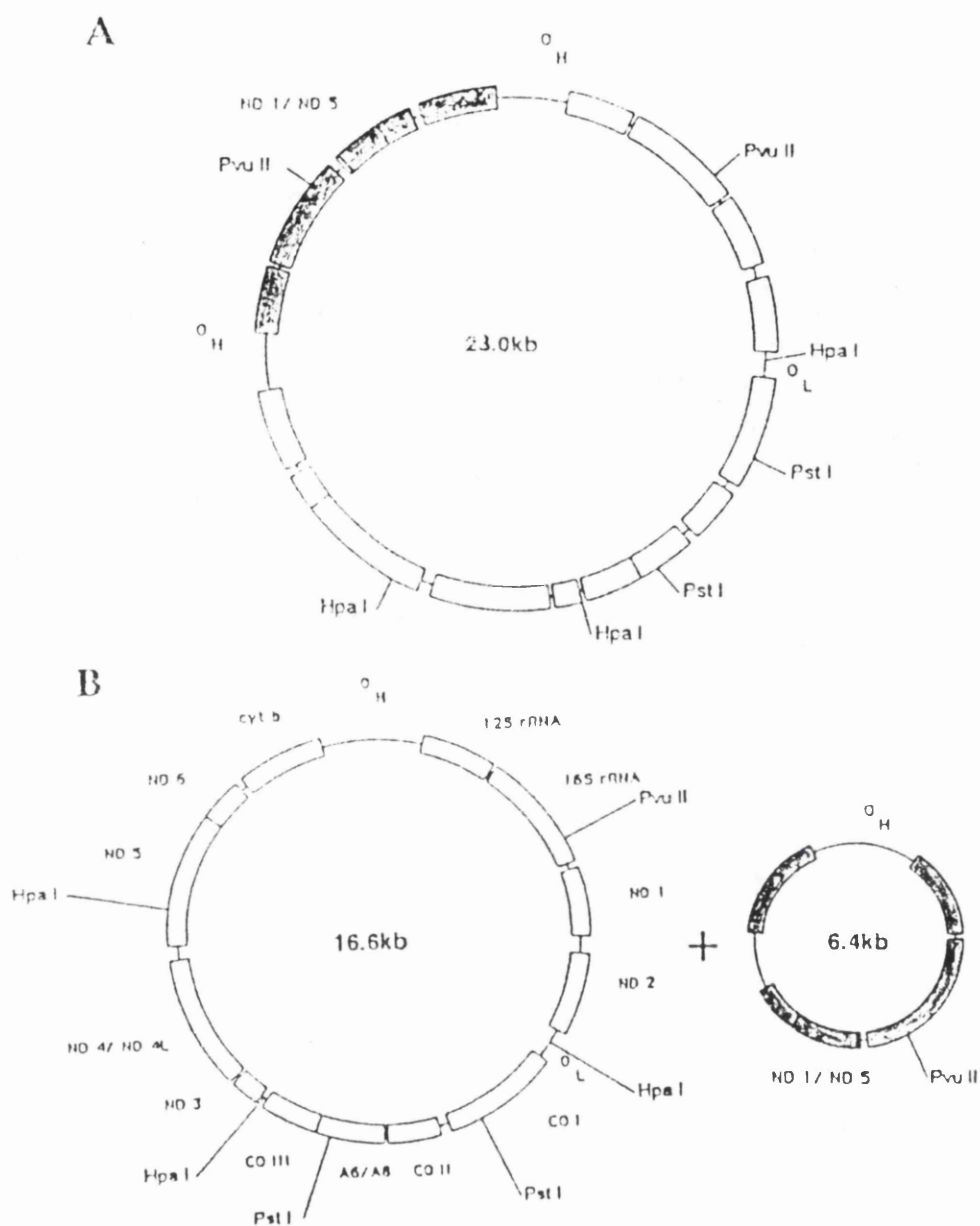 A
O H
ND 1/ ND 5
Pvu II
Pvu II
O H
23.0kb
Hpa I
O L
Pst I
Hpa I
Pst I
Hpa I
B
O H
cyt b
12S rRNA
ND 6
16S rRNA
Pvu II
O H
ND 5
Hpa I
ND 1
16.6kb
+
6.4kb
ND 2
ND 4/ ND 4L
O L
ND 1/ ND 5
Pvu II
Hpa I
ND 3
CO I
Hpa I
CO III
A6/A8
CO II
Pst I
Pst I